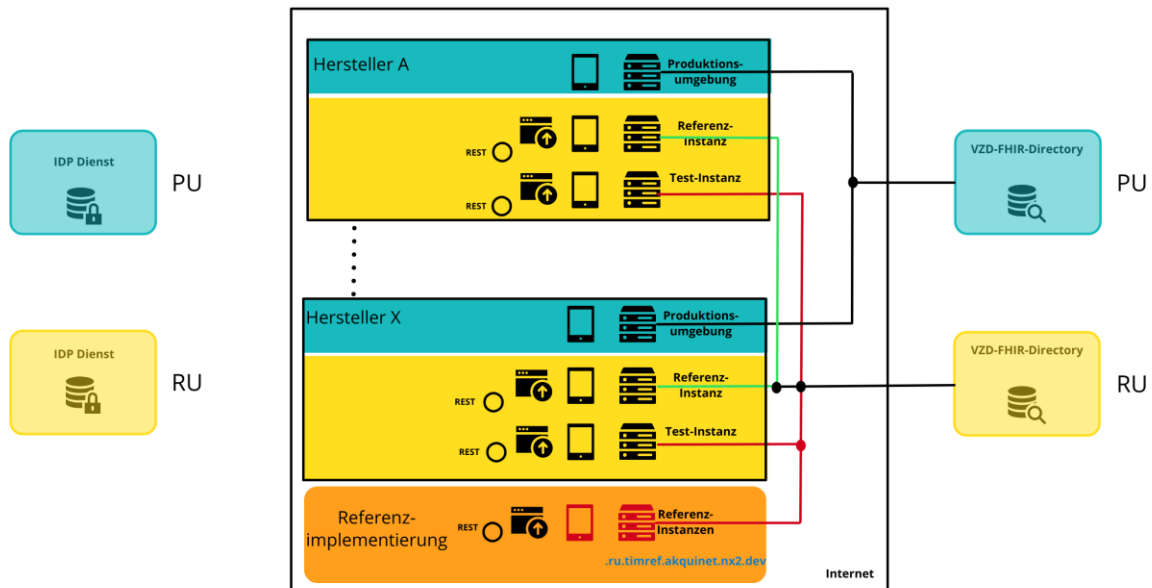 Hersteller A
Produktions-
umgebung
REST
Referenz-
Instanz
REST
Test-Instanz
IDP Dienst
PU
VZD-FHIR-Directory
PU
Hersteller X
Produktions-
umgebung
REST
Referenz-
Instanz
REST
Test-Instanz
IDP Dienst
RU
VZD-FHIR-Directory
RU
Referenz-
implementierung
REST
Referenz-
Instanzen
.ru.timref.akquinet.nx2.dev
Internet